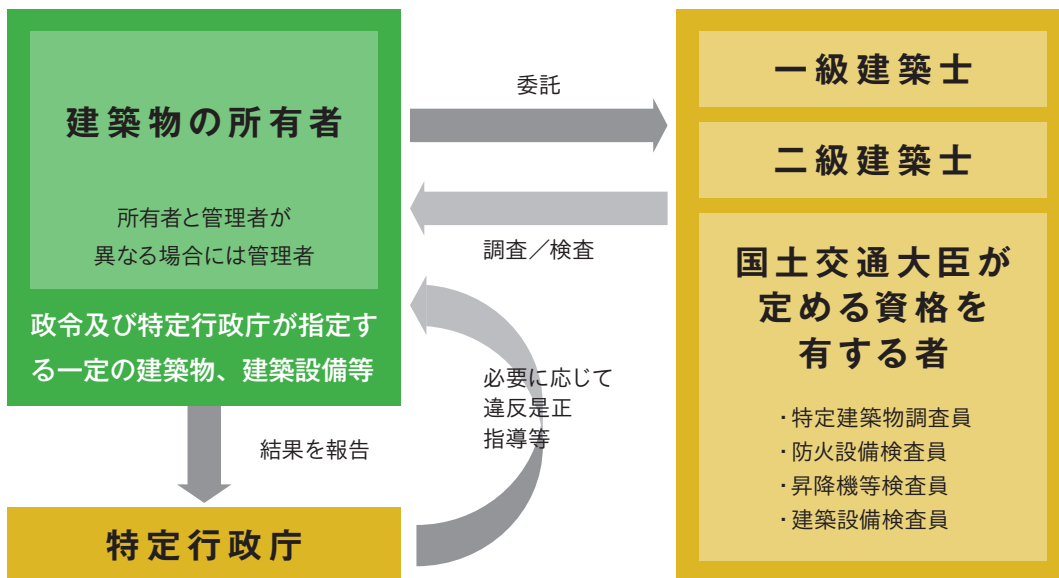 建築物の所有者
所有者と管理者が
異なる場合には管理者
政令及び特定行政庁が指定す
る一定の建築物、建築設備等
委託
調査／検査
一級建築士
二級建築士
国土交通大臣が
定める資格を
有する者
・特定建築物調査員
・防火設備検査員
・昇降機等検査員
・建築設備検査員
結果を報告
必要に応じて
違反是正
指導等
特定行政庁